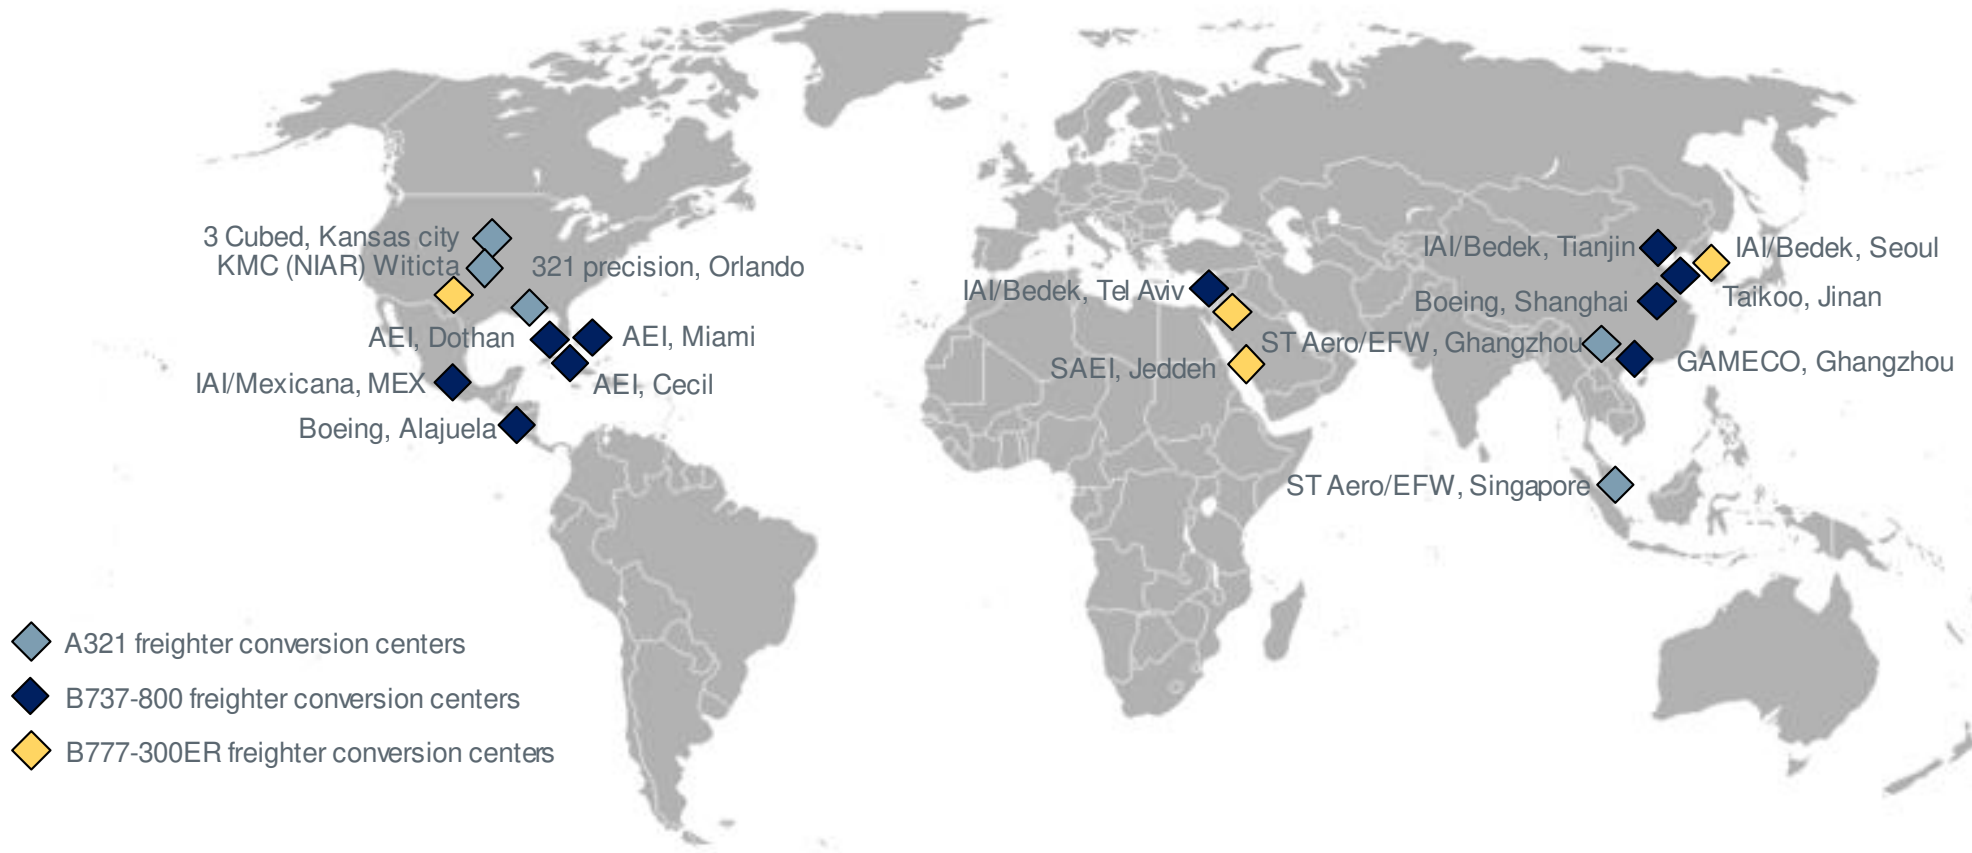 3 Cubed, Kansas city
KMC (NIAR) Witicta
321 precision, Orlando
AEI, Dothan
AEI, Miami
IAI/Mexicana, MEX
AEI, Cecil
Boeing, Alajuela
IAI/Bedek, Tel Aviv
SAEI, Jeddeh
IAI/Bedek, Tianjin
IAI/Bedek, Seoul
Boeing, Shanghai
Taikoo, Jinan
ST Aero/EFW, Ghangzhou
GAMECO, Ghangzhou
ST Aero/EFW, Singapore
A321 freighter conversion centers
B737-800 freighter conversion centers
B777-300ER freighter conversion centers